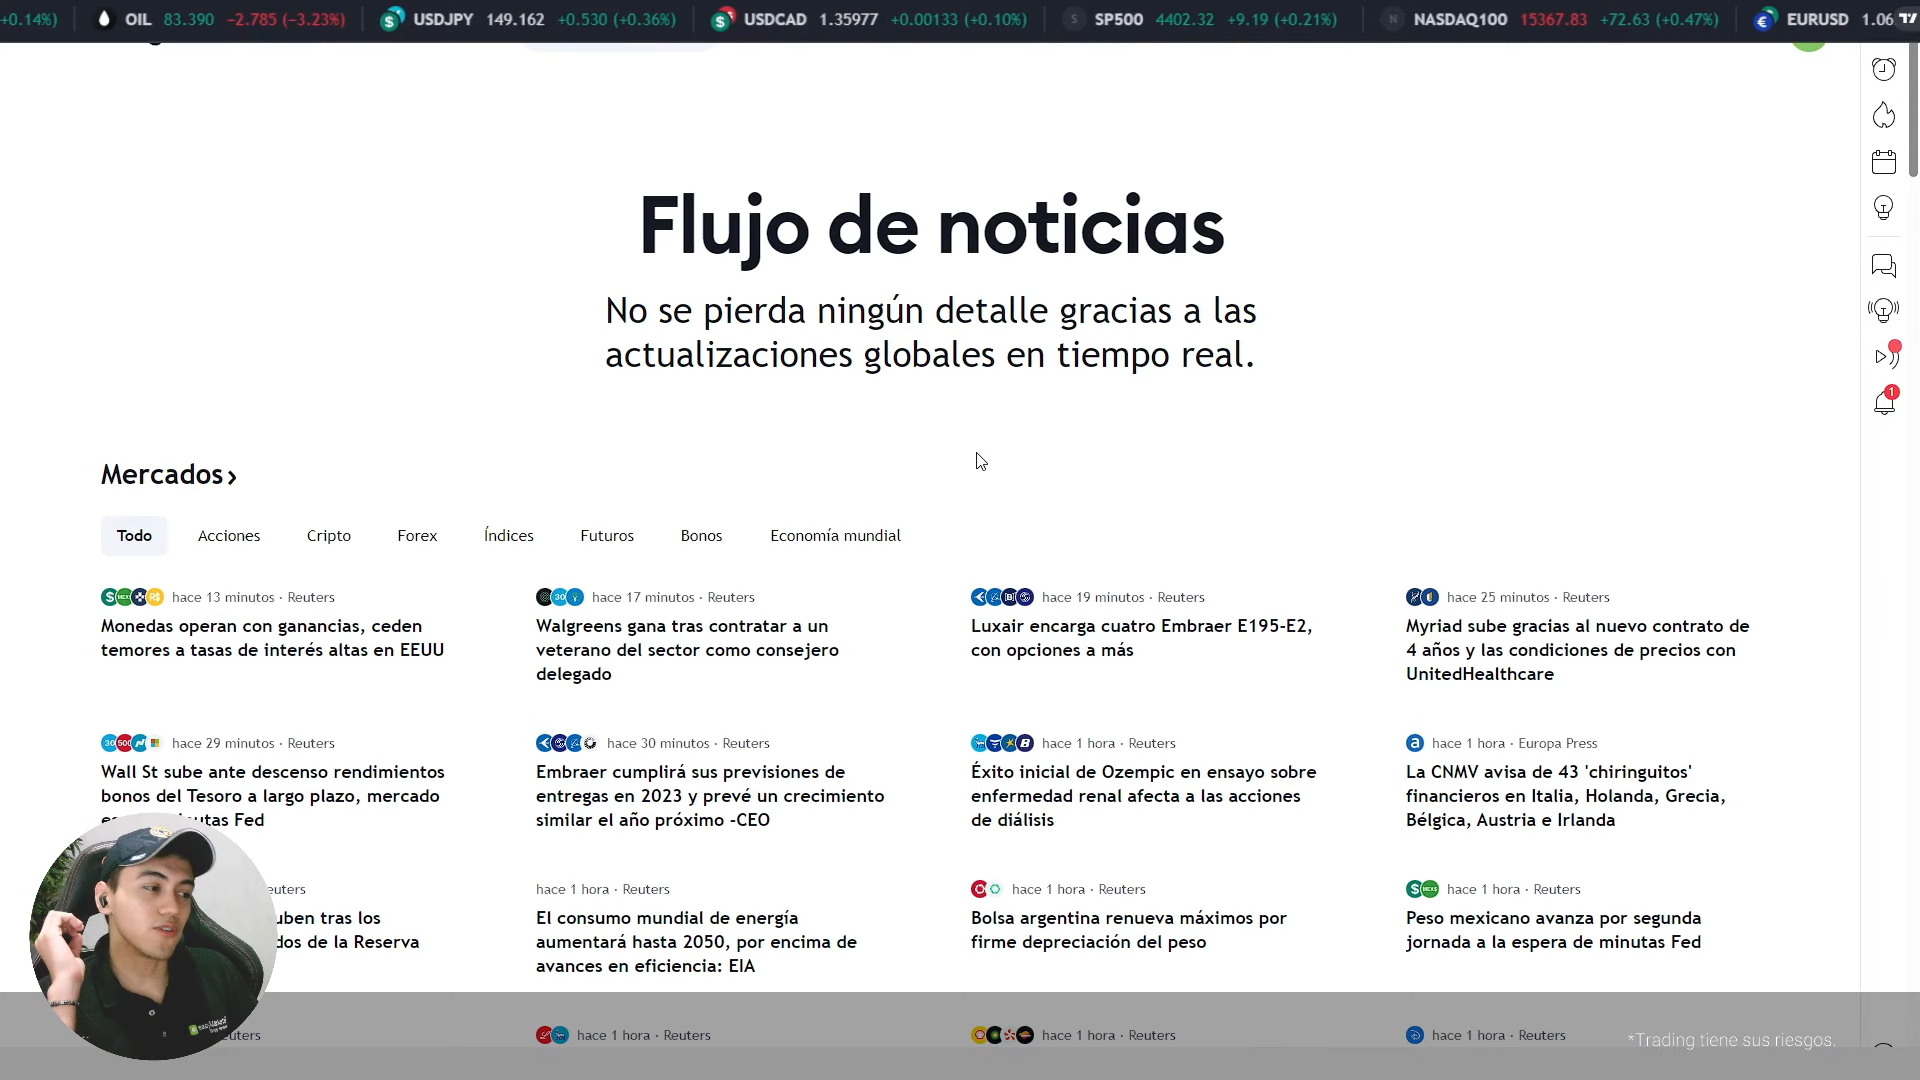 +0.14%)
OIL 83.390 −2.785 (−3.23%)
USDJPY 149.162 +0.530 (+0.36%)
USDCAD 1.35977 +0.00133 (+0.10%)
SP500 4402.32 +9.19 (+0.21%)
NASDAQ100 15367.83 +72.63 (+0.47%)
EURUSD 1.06
Flujo de noticias
No se pierda ningún detalle gracias a las
actualizaciones globales en tiempo real.
1
Mercados ›
Todo Acciones Cripto Forex Índices Futuros Bonos Economía mundial
hace 13 minutos · Reuters
Monedas operan con ganancias, ceden
temores a tasas de interés altas en EEUU
hace 17 minutos · Reuters
Walgreens gana tras contratar a un
veterano del sector como consejero
delegado
hace 19 minutos · Reuters
Luxair encarga cuatro Embraer E195-E2,
con opciones a más
hace 25 minutos · Reuters
Myriad sube gracias al nuevo contrato de
4 años y las condiciones de precios con
UnitedHealthcare
hace 29 minutos · Reuters
Wall St sube ante descenso rendimientos
bonos del Tesoro a largo plazo, mercado
Fed
hace 30 minutos · Reuters
Embraer cumplirá sus previsiones de
entregas en 2023 y prevé un crecimiento
similar el año próximo -CEO
hace 1 hora · Reuters
Éxito inicial de Ozempic en ensayo sobre
enfermedad renal afecta a las acciones
de diálisis
hace 1 hora · Europa Press
La CNMV avisa de 43 'chiringuitos'
financieros en Italia, Holanda, Grecia,
Bélgica, Austria e Irlanda
euters
uben tras los
dos de la Reserva
hace 1 hora · Reuters
El consumo mundial de energía
aumentará hasta 2050, por encima de
avances en eficiencia: EIA
hace 1 hora · Reuters
Bolsa argentina renueva máximos por
firme depreciación del peso
hace 1 hora · Reuters
Peso mexicano avanza por segunda
jornada a la espera de minutas Fed
uters
hace 1 hora · Reuters
hace 1 hora · Reuters
hace 1 hora · Reuters
*Trading tiene sus riesgos.